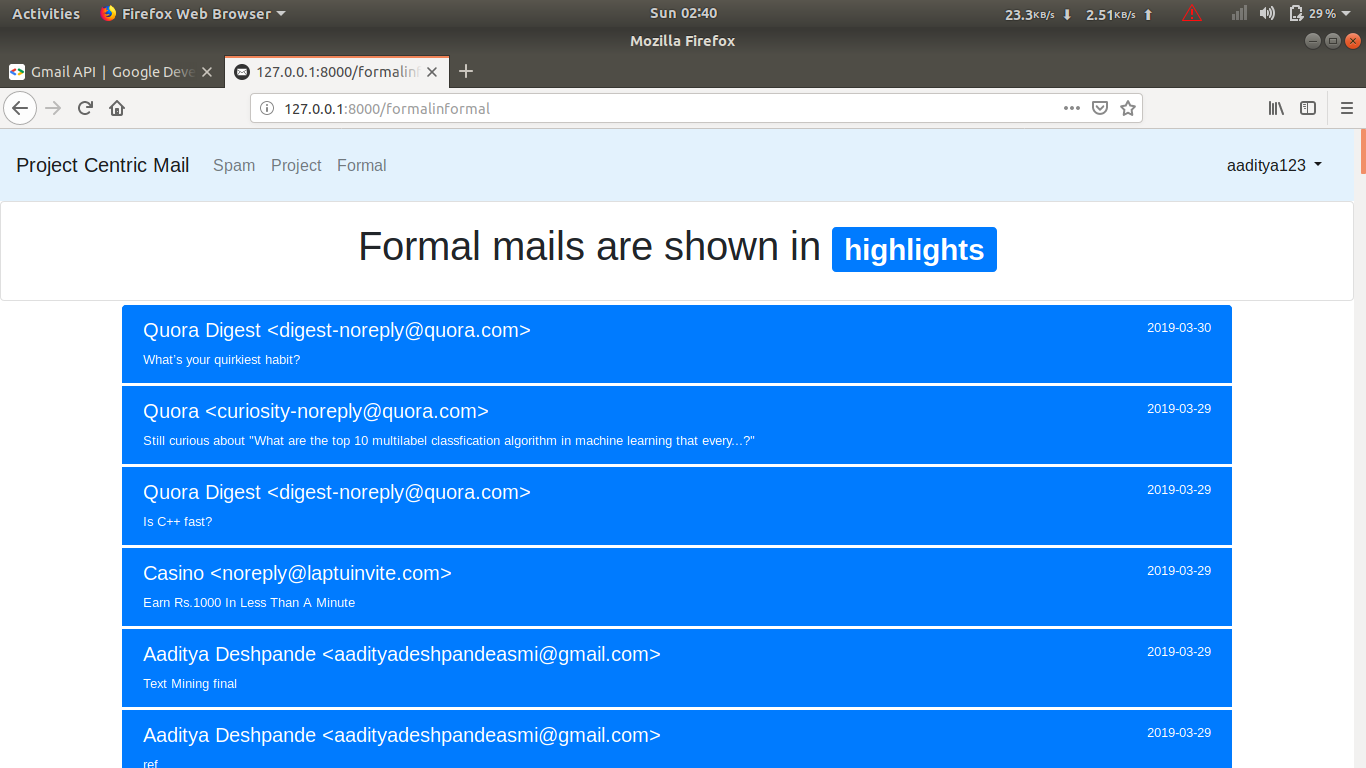 Activities Firefox Web Browser Sun 02:40 23.3KB/s 2.51KB/s 29%
Mozilla Firefox
Gmail API | Google Deve 127.0.0.1:8000/formalinf
127.0.0.1:8000/formalinformal
Project Centric Mail Spam Project Formal aaditya123
Formal mails are shown in highlights
Quora Digest <digest-noreply@quora.com> 2019-03-30
What's your quirkiest habit?
Quora <curiosity-noreply@quora.com> 2019-03-29
Still curious about "What are the top 10 multilabel classfication algorithm in machine learning that every...?"
Quora Digest <digest-noreply@quora.com> 2019-03-29
Is C++ fast?
Casino <noreply@laptuinvite.com> 2019-03-29
Earn Rs.1000 In Less Than A Minute
Aaditya Deshpande <aadityadeshpandeasmi@gmail.com> 2019-03-29
Text Mining final
Aaditya Deshpande <aadityadeshpandeasmi@gmail.com> 2019-03-29
ref